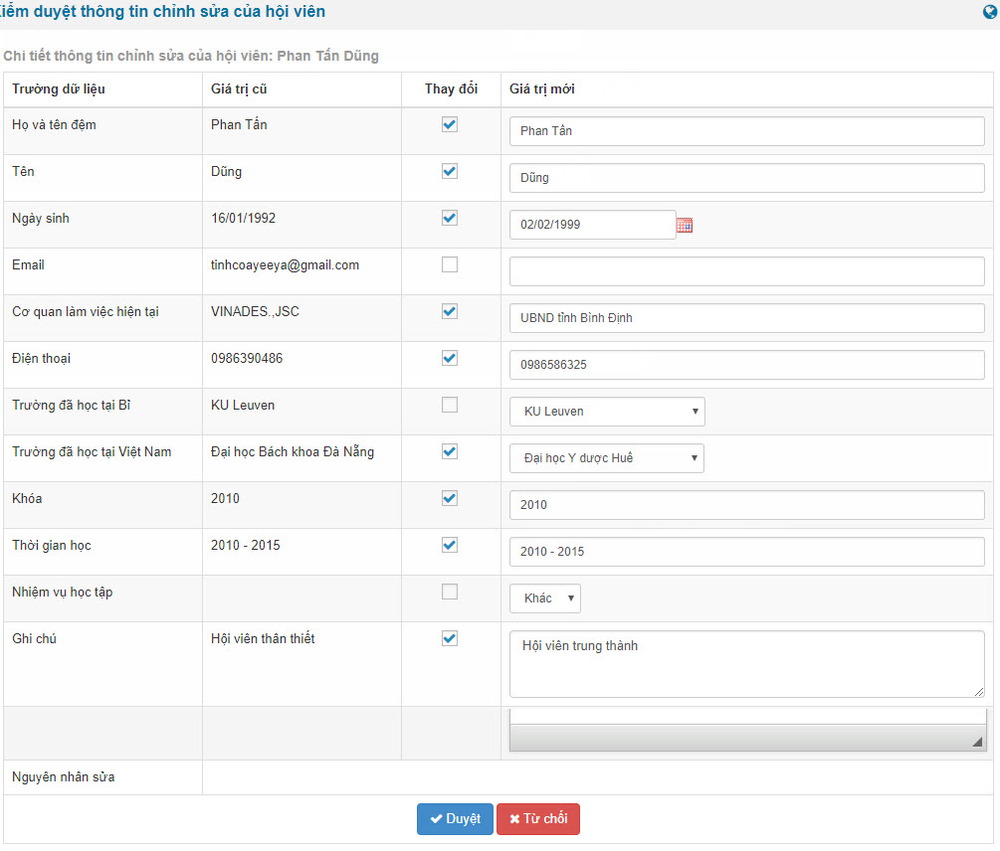 iểm duyệt thông tin chỉnh sửa của hội viên
Chi tiết thông tin chỉnh sửa của hội viên: Phan Tấn Dũng
Trường dữ liệu Giá trị cũ Thay đổi Giá trị mới
Họ và tên đệm Phan Tấn Phan Tần
Tên Dũng Dũng
Ngày sinh 16/01/1992 02/02/1999
Email tinhcoayeeya@gmail.com
Cơ quan làm việc hiện tại VINADES.,JSC UBND tỉnh Bình Định
Điện thoại 0986390486 0986586325
Trường đã học tại Bỉ KU Leuven KU Leuven
Trường đã học tại Việt Nam Đại học Bách khoa Đà Nẵng Đại học Y dược Huế
Khóa 2010 2010
Thời gian học 2010 - 2015 2010 - 2015
Nhiệm vụ học tập Khác
Ghi chú Hội viên thân thiết Hội viên trung thành
Nguyên nhân sửa
Duyệt Từ chối